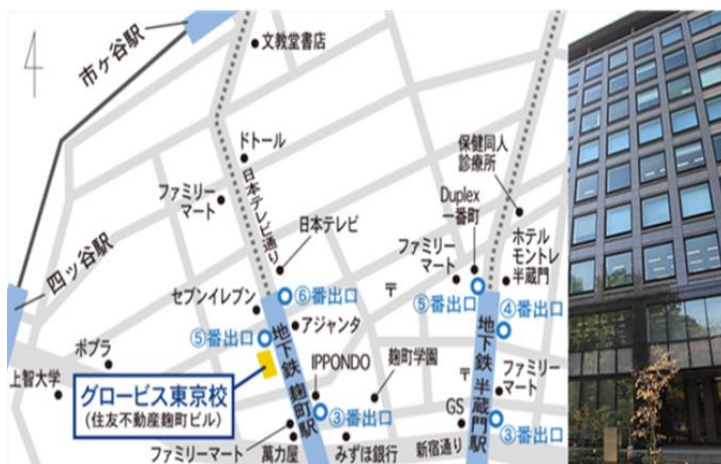 市ヶ谷駅
文教堂書店
ドトール
日本テレビ通り
ファミリー
マート
日本テレビ
保健同人
診療所
Duplex
一番町
ファミリー
マート
ホテル
モントレ
半蔵門
四ッ谷駅
セブンイレブン
⑥番出口
〒
⑤番出口
④番出口
⑤番出口
アジャンタ
地下鉄 麹町駅
地下鉄 半蔵門駅
ポプラ
上智大学
グロービス東京校
(住友不動産麹町ビル)
IPPONDO
麹町学園
〒
ファミリー
マート
③番出口
GS
③番出口
ファミリーマート
萬力屋
みずほ銀行
新宿通り